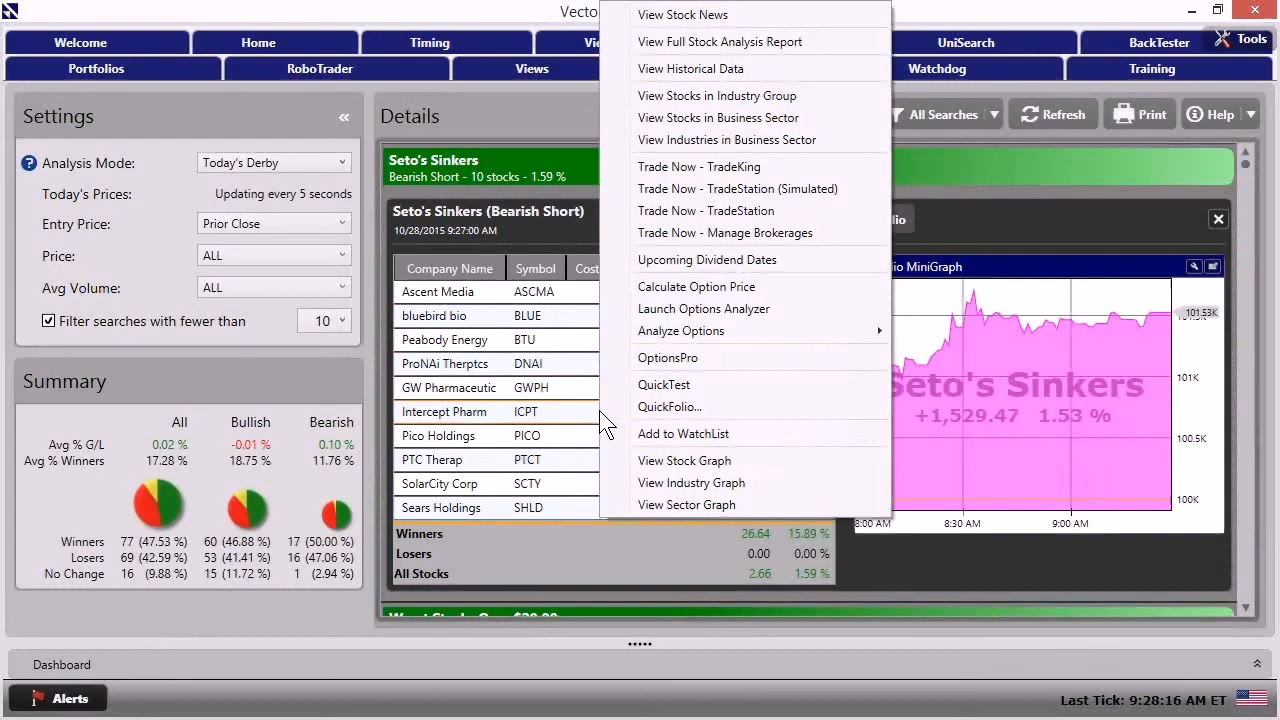 Vecto
Welcome
Home
Timing
Vie
UniSearch
BackTester
Tools
Portfolios
RoboTrader
Views
Watchdog
Training
Settings
Analysis Mode:
Today's Derby
Today's Prices:
Updating every 5 seconds
Entry Price:
Prior Close
Price:
ALL
Avg Volume:
ALL
Filter searches with fewer than
10
Summary
All Bullish Bearish
Avg % G/L 0.02 % -0.01 % 0.10 %
Avg % Winners 17.28 % 18.75 % 11.76 %
Winners 77 (47.53 %) 60 (46.88 %) 17 (50.00 %)
Losers 69 (42.59 %) 53 (41.41 %) 16 (47.06 %)
No Change 16 (9.88 %) 15 (11.72 %) 1 (2.94 %)
Details
All Searches
Refresh
Print
Help
Seto's Sinkers
Bearish Short - 10 stocks - 1.59 %
Seto's Sinkers (Bearish Short)
10/28/2015 9:27:00 AM
Company Name Symbol Cost
Ascent Media ASCMA
bluebird bio BLUE
Peabody Energy BTU
ProNAi Therptcs DNAI
GW Pharmaceutic GWPH
Intercept Pharm ICPT
Pico Holdings PICO
PTC Therap PTCT
SolarCity Corp SCTY
Sears Holdings SHLD
Winners 26.64 15.89 %
Losers 0.00 0.00 %
All Stocks 2.66 1.59 %
View Stock News
View Full Stock Analysis Report
View Historical Data
View Stocks in Industry Group
View Stocks in Business Sector
View Industries in Business Sector
Trade Now - TradeKing
Trade Now - TradeStation (Simulated)
Trade Now - TradeStation
Trade Now - Manage Brokerages
Upcoming Dividend Dates
Calculate Option Price
Launch Options Analyzer
Analyze Options
OptionsPro
QuickTest
QuickFolio...
Add to WatchList
View Stock Graph
View Industry Graph
View Sector Graph
lio
lio MiniGraph
101.53K
101K
100.5K
100K
Seto's Sinkers
+1,529.47 1.53 %
8:00 AM 8:30 AM 9:00 AM
Dashboard
Alerts
Last Tick: 9:28:16 AM ET